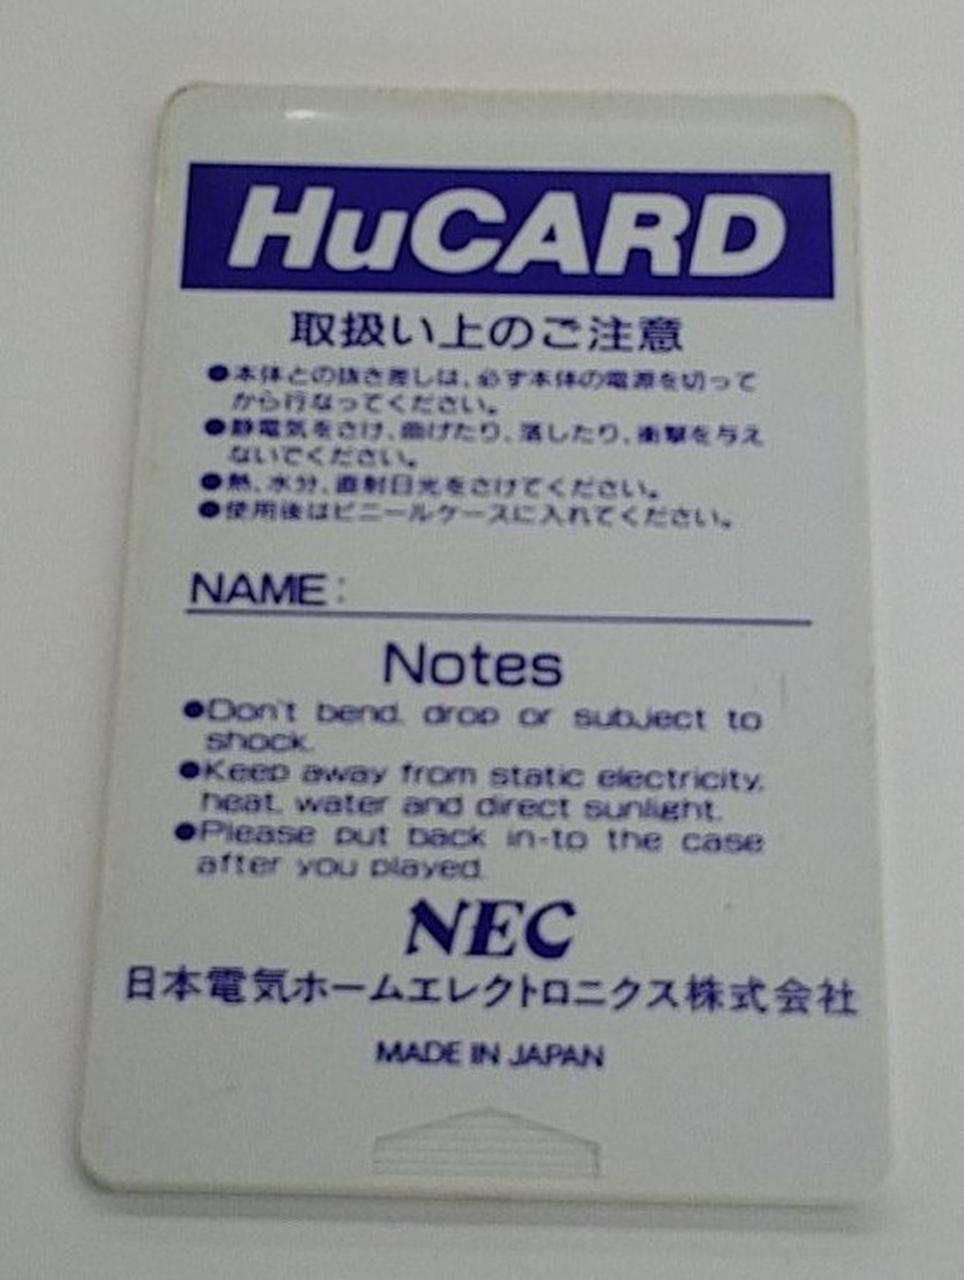 HuCARD
取扱い上のご注意
●本体との抜き差しは、必ず本体の電源を切って
から行なってください。
●静電気をさけ、曲げたり、落したり、衝撃を与え
ないでください。
●熱、水分、直射日光をさけてください。
●使用後はビニールケースに入れてください。
NAME:
Notes
●Don't bend, drop or subject to
shock.
●Keep away from static electricity,
heat, water and direct sunlight.
●Please put back in-to the case
after you played.
NEC
日本電気ホームエレクトロニクス株式会社
MADE IN JAPAN